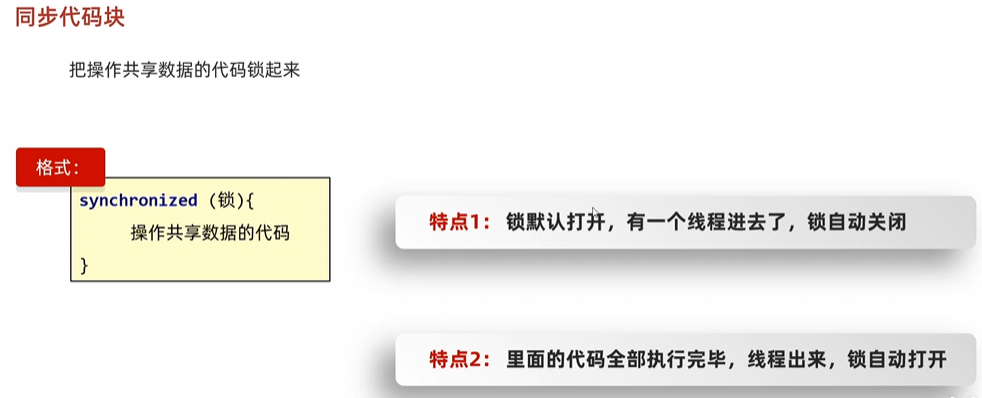 同步代码块
把操作共享数据的代码锁起来
格式：
synchronized（锁）{
操作共享数据的代码
}
特点1：锁默认打开，有一个线程进去了，锁自动关闭
特点2：里面的代码全部执行完毕，线程出来，锁自动打开